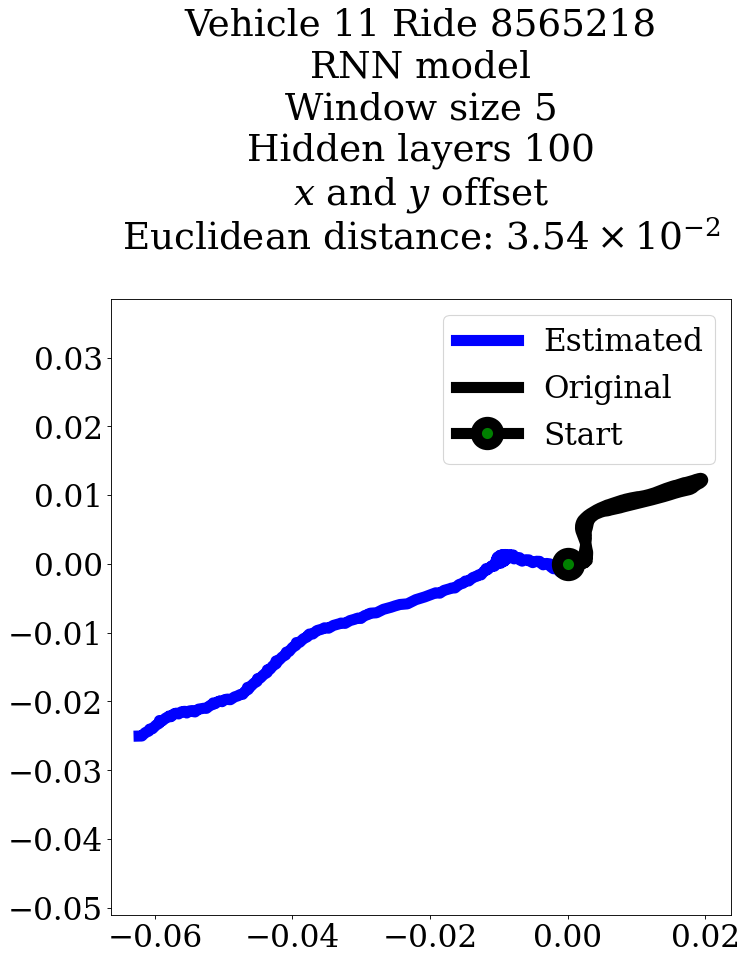 Vehicle 11 Ride 8565218
RNN model
Window size 5
Hidden layers 100
x and y offset
Euclidean distance: 3.54 × 10⁻²
Estimated
Original
Start
0.03
0.02
0.01
0.00
−0.01
−0.02
−0.03
−0.04
−0.05
−0.06 −0.04 −0.02 0.00 0.02